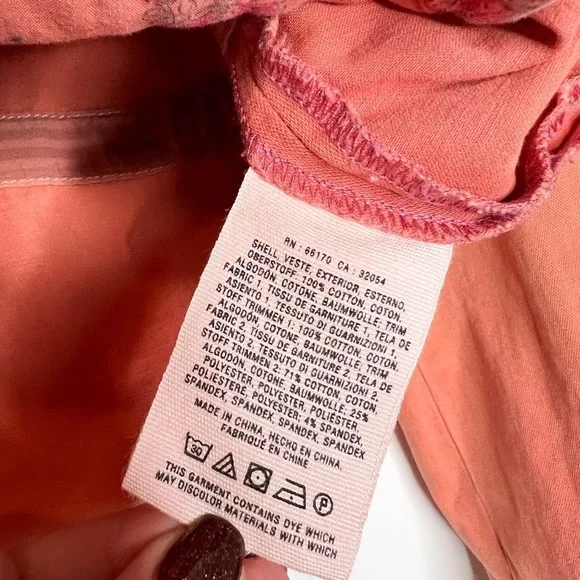 RN : 66170 CA : 32054
SHELL, VESTE, EXTERIOR, ESTERNO,
OBERSTOFF: 100% COTTON, COTON,
ALGODÓN, COTONE, BAUMWOLLE; TRIM
FABRIC 1, TISSU DE GARNITURE 1, TELA DE
ASIENTO 1, TESSUTO DI GUARNIZIONI 1,
STOFF TRIMMEN 1: 100% COTTON, COTON,
ALGODÓN, COTONE, BAUMWOLLE; TRIM
FABRIC 2, TISSU DE GARNITURE 2, TELA DE
ASIENTO 2, TESSUTO DI GUARNIZIONI 2,
STOFF TRIMMEN 2: 71% COTTON, COTON,
ALGODÓN, COTONE, BAUMWOLLE; 25%
POLYESTER, POLYESTER, POLIÉSTER,
POLIESTERE, POLYESTER; 4% SPANDEX,
SPANDEX, SPANDEX, SPANDEX, SPANDEX
MADE IN CHINA, HECHO EN CHINA,
FABRIQUÉ EN CHINE
30 P
THIS GARMENT CONTAINS DYE WHICH
MAY DISCOLOR MATERIALS WITH WHICH